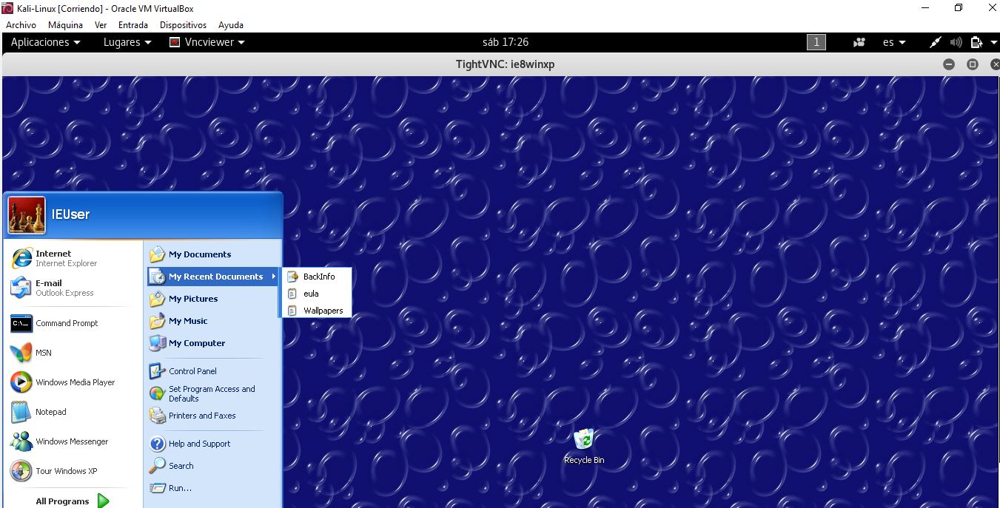 Kali-Linux [Corriendo] - Oracle VM VirtualBox
Archivo Máquina Ver Entrada Dispositivos Ayuda
Aplicaciones Lugares Vncviewer sáb 17:26 1 es
TightVNC: ie8winxp
IEUser
Internet
Internet Explorer
E-mail
Outlook Express
Command Prompt
C:\_
MSN
Windows Media Player
Notepad
Windows Messenger
Tour Windows XP
All Programs
My Documents
My Recent Documents
My Pictures
My Music
My Computer
Control Panel
Set Program Access and
Defaults
Printers and Faxes
Help and Support
Search
Run...
BackInfo
eula
Wallpapers
Recycle Bin